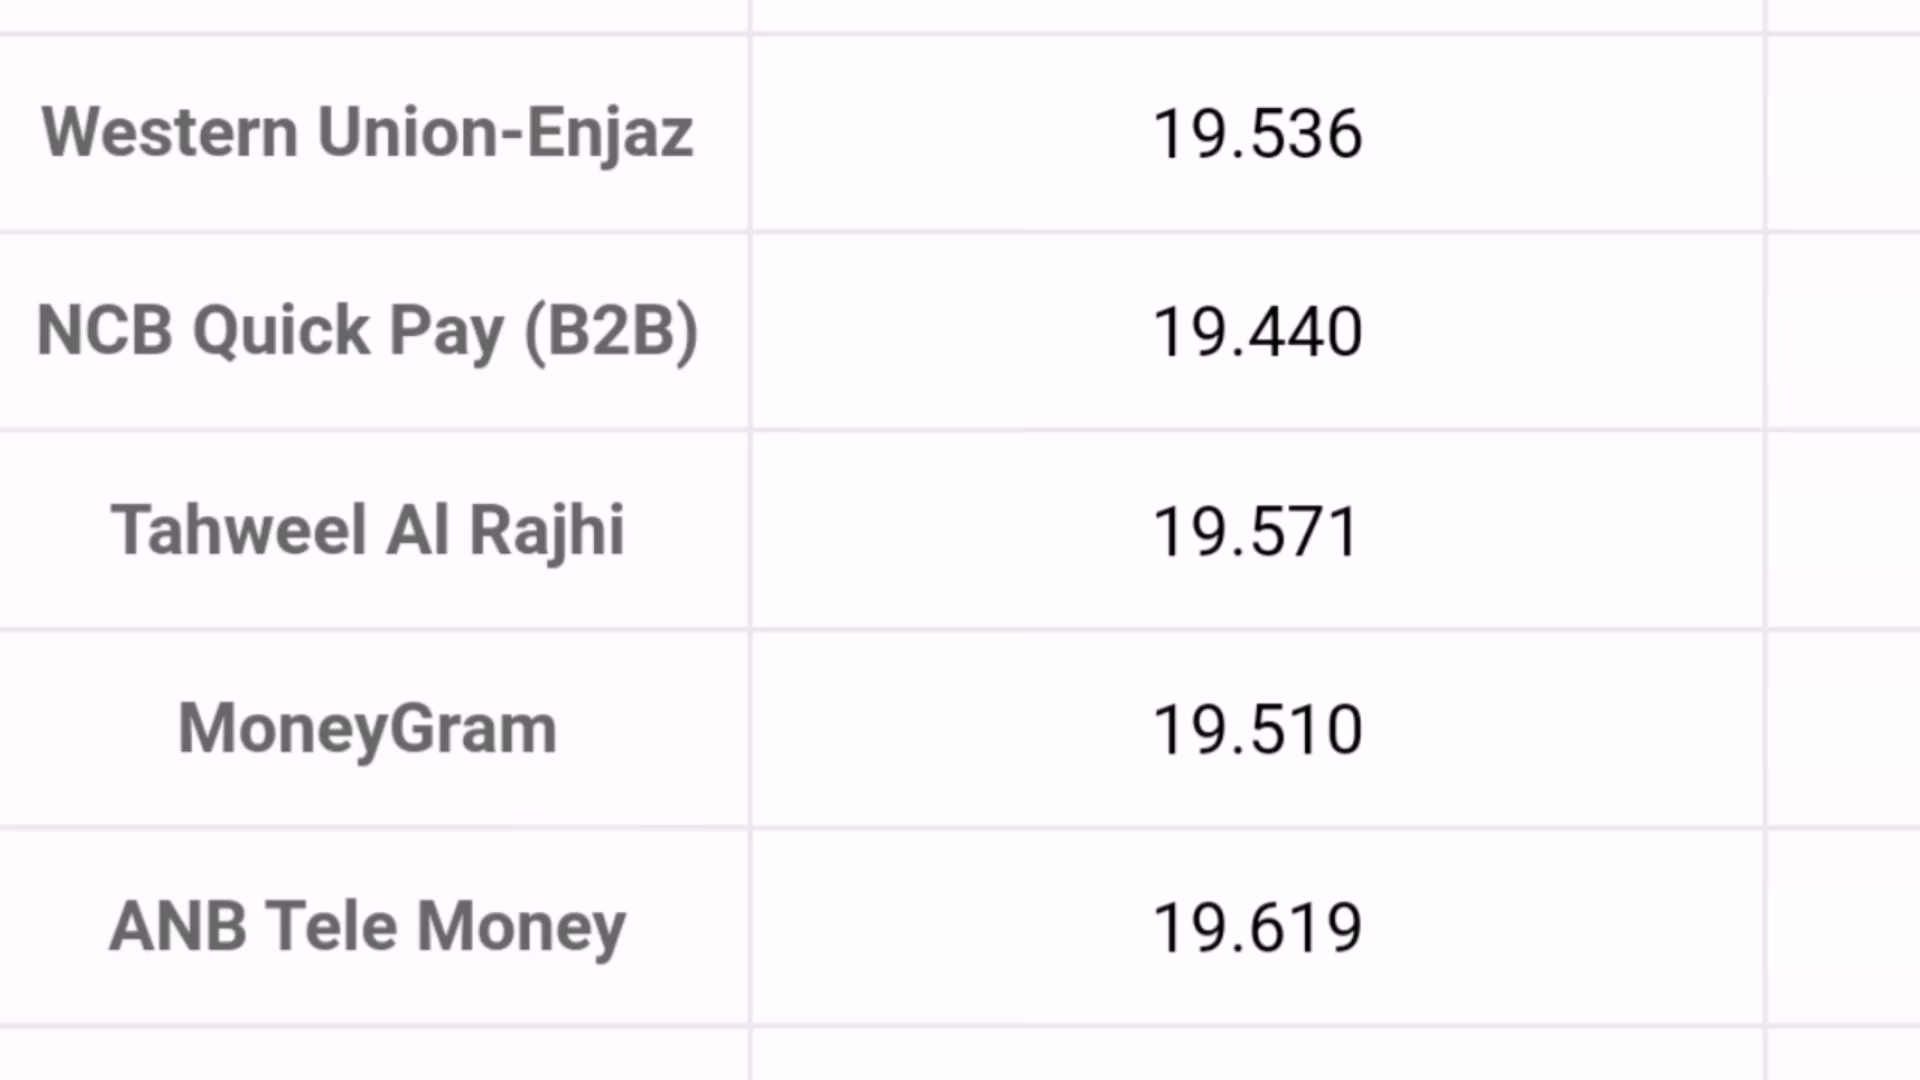 Western Union-Enjaz 19.536
NCB Quick Pay (B2B) 19.440
Tahweel Al Rajhi 19.571
MoneyGram 19.510
ANB Tele Money 19.619